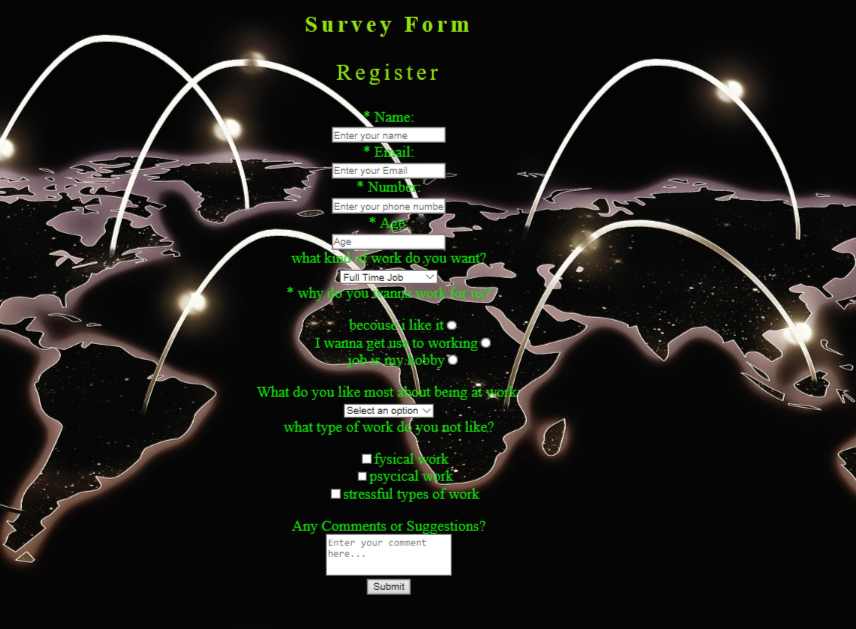 Survey Form
Register
* Name:
Enter your name
* Email:
Enter your Email
* Number
Enter your phone numbe
* Age
Age
what kind of work do you want?
Full Time Job
* why do you wanna work for us?
becouse i like it
I wanna get use to working
job is my hobby
What do you like most about being at work
Select an option
what type of work do you not like?
fysical work
psycical work
stressful types of work
Any Comments or Suggestions?
Enter your comment
here...
Submit